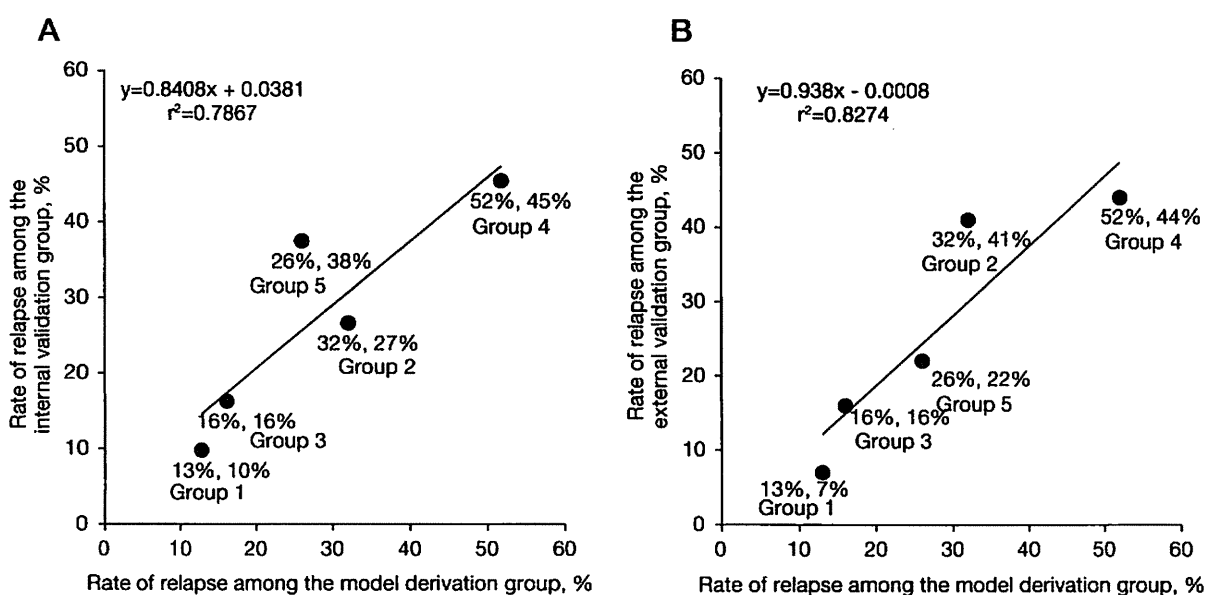 A
60
50
40
30
20
10
0
y=0.8408x + 0.0381
r²=0.7867
52%, 45%
Group 4
26%, 38%
Group 5
32%, 27%
Group 2
16%, 16%
Group 3
13%, 10%
Group 1
0 10 20 30 40 50 60
Rate of relapse among the
internal validation group, %
Rate of relapse among the model derivation group, %
B
60
50
40
30
20
10
0
y=0.938x - 0.0008
r²=0.8274
52%, 44%
Group 4
32%, 41%
Group 2
26%, 22%
Group 5
16%, 16%
Group 3
13%, 7%
Group 1
0 10 20 30 40 50 60
Rate of relapse among the
external validation group, %
Rate of relapse among the model derivation group, %